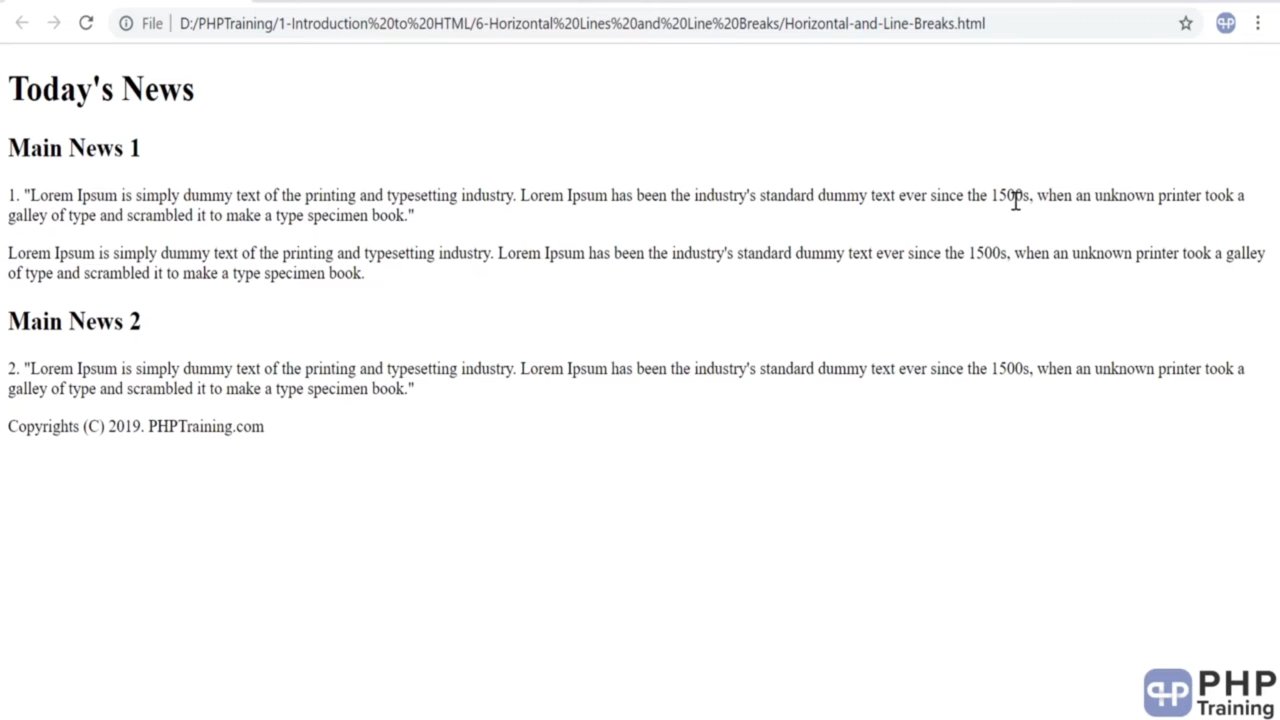 File | D:/PHPTraining/1-Introduction%20to%20HTML/6-Horizontal%20Lines%20and%20Line%20Breaks/Horizontal-and-Line-Breaks.html
Today's News
Main News 1
1. "Lorem Ipsum is simply dummy text of the printing and typesetting industry. Lorem Ipsum has been the industry's standard dummy text ever since the 1500s, when an unknown printer took a
galley of type and scrambled it to make a type specimen book."
Lorem Ipsum is simply dummy text of the printing and typesetting industry. Lorem Ipsum has been the industry's standard dummy text ever since the 1500s, when an unknown printer took a galley
of type and scrambled it to make a type specimen book.
Main News 2
2. "Lorem Ipsum is simply dummy text of the printing and typesetting industry. Lorem Ipsum has been the industry's standard dummy text ever since the 1500s, when an unknown printer took a
galley of type and scrambled it to make a type specimen book."
Copyrights (C) 2019. PHPTraining.com
PHP
Training